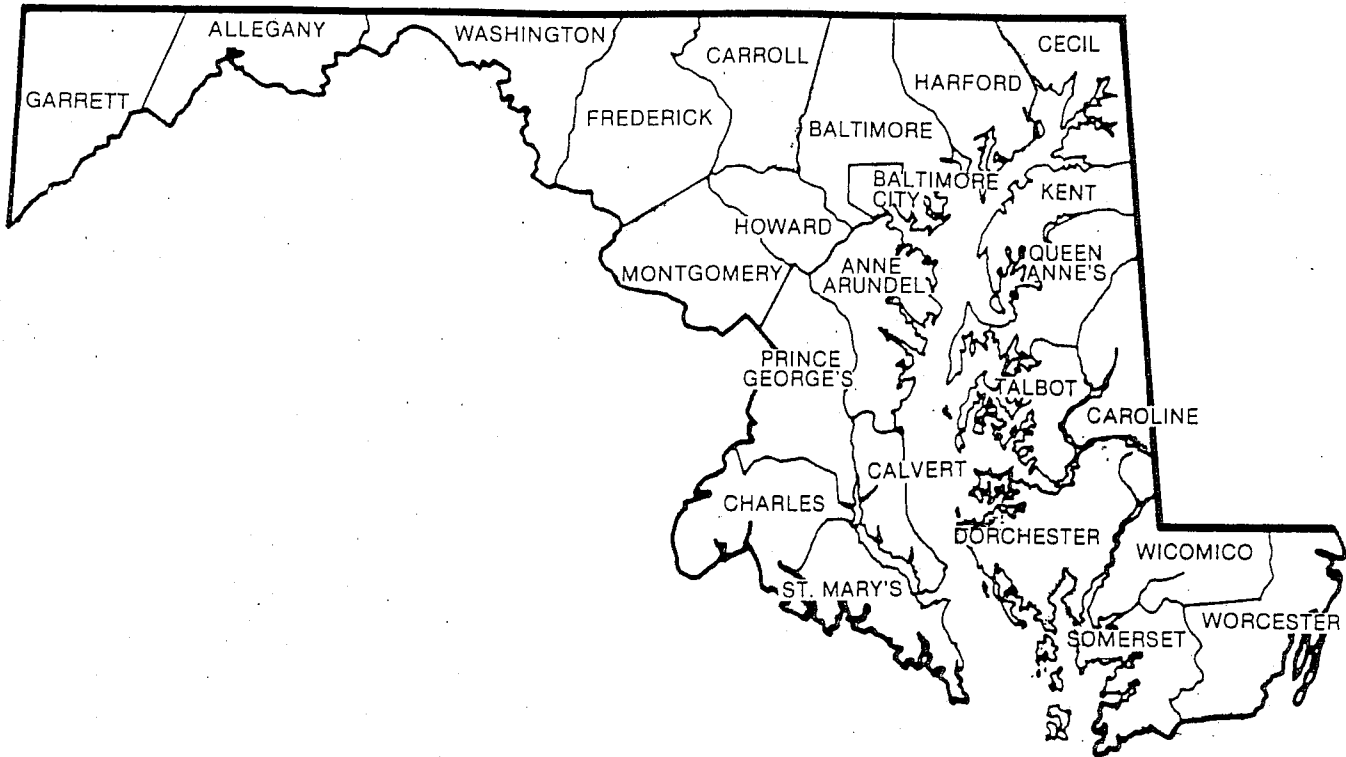 ALLEGANY
WASHINGTON
CARROLL
CECIL
GARRETT
HARFORD
FREDERICK
BALTIMORE
BALTIMORE
CITY
KENT
HOWARD
QUEEN
ANNE'S
MONTGOMERY
ANNE
ARUNDEL
PRINCE
GEORGE'S
TALBOT
CAROLINE
CALVERT
CHARLES
DORCHESTER
WICOMICO
ST. MARY'S
WORCESTER
SOMERSET